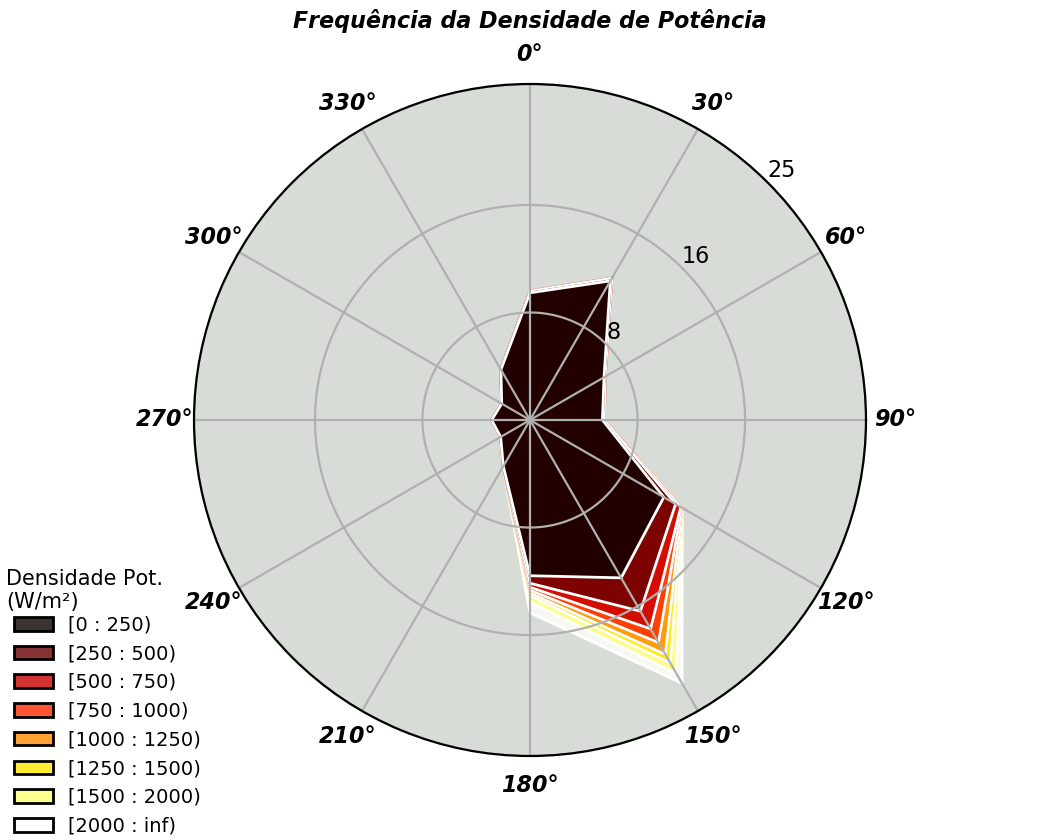 Frequência da Densidade de Potência
0°
330°
30°
25
300°
60°
16
8
270°
90°
240°
120°
210°
150°
180°
Densidade Pot.
(W/m²)
[0 : 250)
[250 : 500)
[500 : 750)
[750 : 1000)
[1000 : 1250)
[1250 : 1500)
[1500 : 2000)
[2000 : inf)